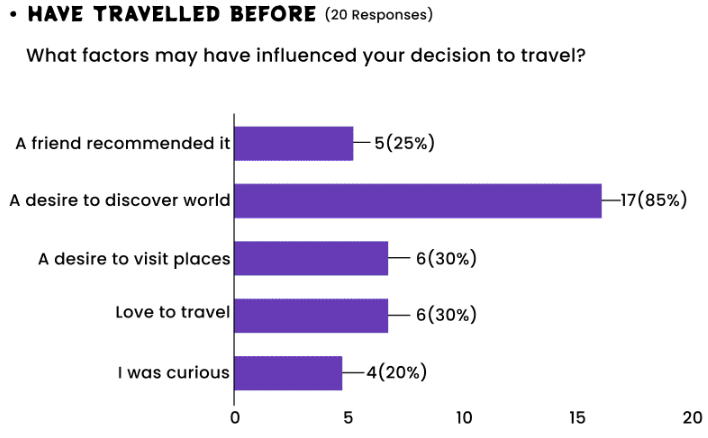 • HAVE TRAVELLED BEFORE (20 Responses)
What factors may have influenced your decision to travel?
A friend recommended it 5(25%)
A desire to discover world 17(85%)
A desire to visit places 6(30%)
Love to travel 6(30%)
I was curious 4(20%)
0 5 10 15 20